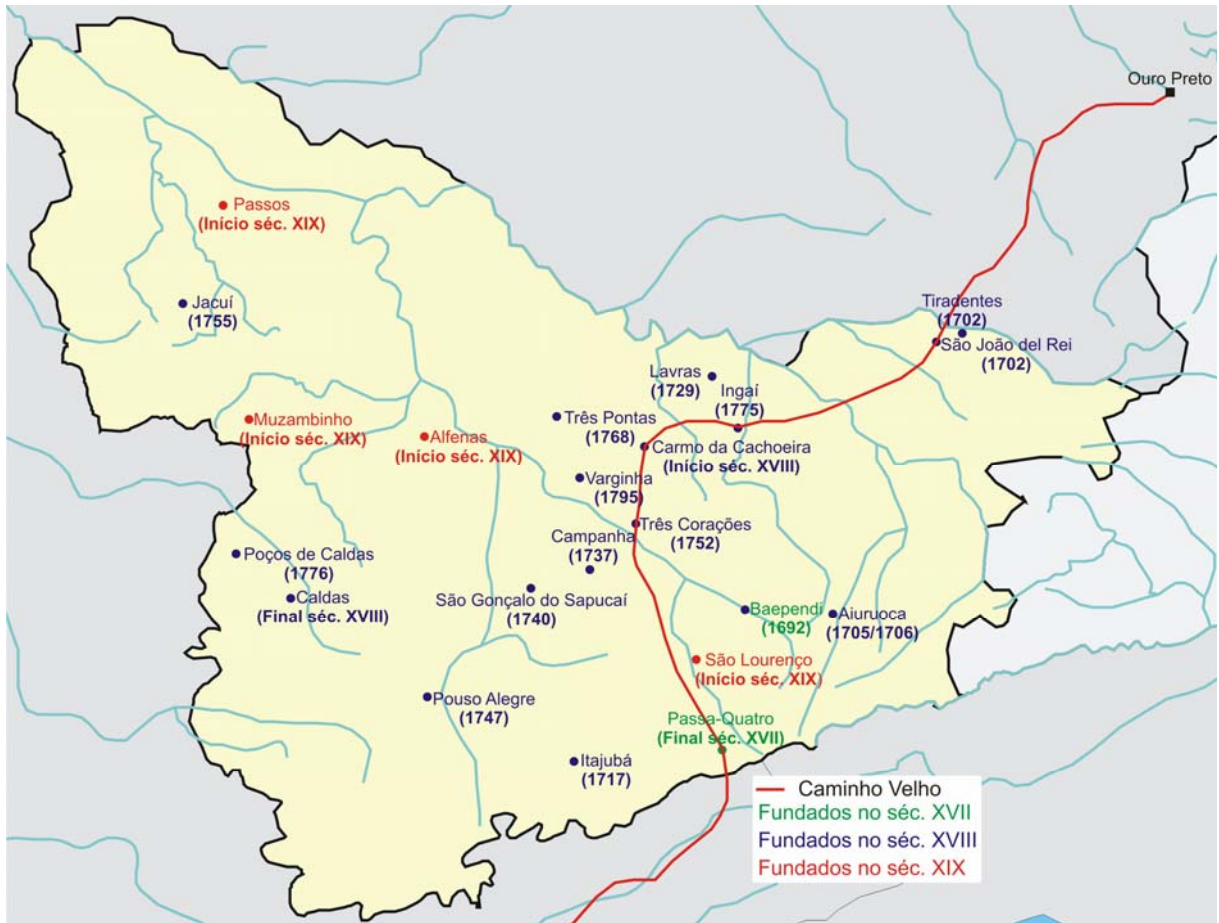 Ouro Preto
Passos
(Início séc. XIX)
Jacuí
(1755)
Tiradentes
(1702)
São João del Rei
(1702)
Lavras
(1729)
Ingaí
(1775)
Muzambinho
(Início séc. XIX)
Alfenas
(Início séc. XIX)
Três Pontas
(1768)
Carmo da Cachoeira
(Início séc. XVIII)
Varginha
(1795)
Três Corações
(1752)
Campanha
(1737)
Poços de Caldas
(1776)
Caldas
(Final séc. XVIII)
São Gonçalo do Sapucaí
(1740)
Baependi
(1692)
Aiuruoca
(1705/1706)
São Lourenço
(Início séc. XIX)
Pouso Alegre
(1747)
Passa-Quatro
(Final séc. XVII)
Itajubá
(1717)
Caminho Velho
Fundados no séc. XVII
Fundados no séc. XVIII
Fundados no séc. XIX